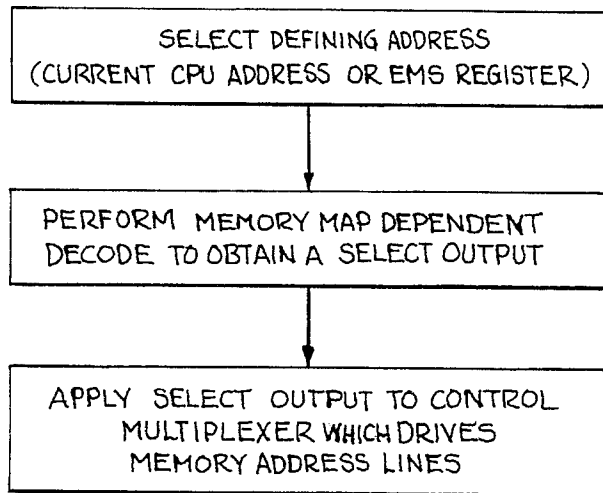 SELECT DEFINING ADDRESS
(CURRENT CPU ADDRESS OR EMS REGISTER)
PERFORM MEMORY MAP DEPENDENT
DECODE TO OBTAIN A SELECT OUTPUT
APPLY SELECT OUTPUT TO CONTROL
MULTIPLEXER WHICH DRIVES
MEMORY ADDRESS LINES